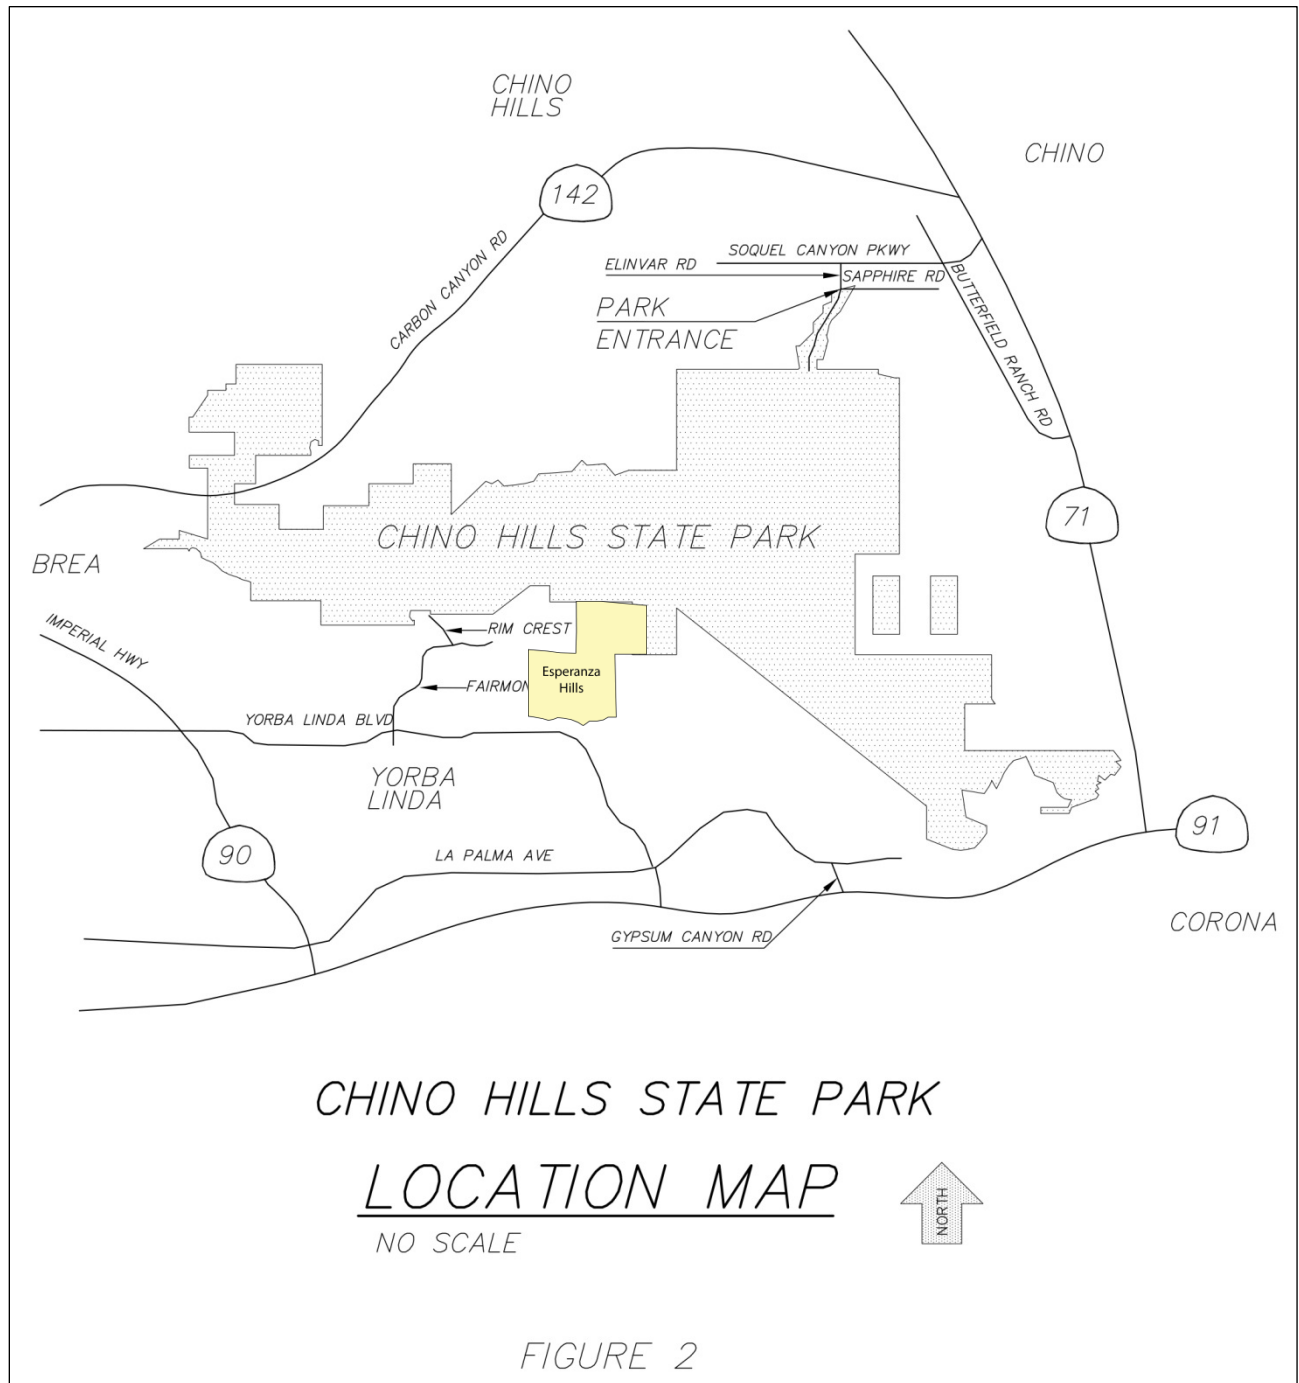 CHINO
HILLS
CHINO
142
CARBON CANYON RD
SOQUEL CANYON PKWY
ELINVAR RD
SAPPHIRE RD
PARK
ENTRANCE
BUTTERFIELD RANCH RD
71
CHINO HILLS STATE PARK
BREA
IMPERIAL HWY
RIM CREST
Esperanza
Hills
FAIRMON
YORBA LINDA BLVD
YORBA
LINDA
90
91
LA PALMA AVE
GYPSUM CANYON RD
CORONA
CHINO HILLS STATE PARK
LOCATION MAP
NO SCALE
NORTH
FIGURE 2